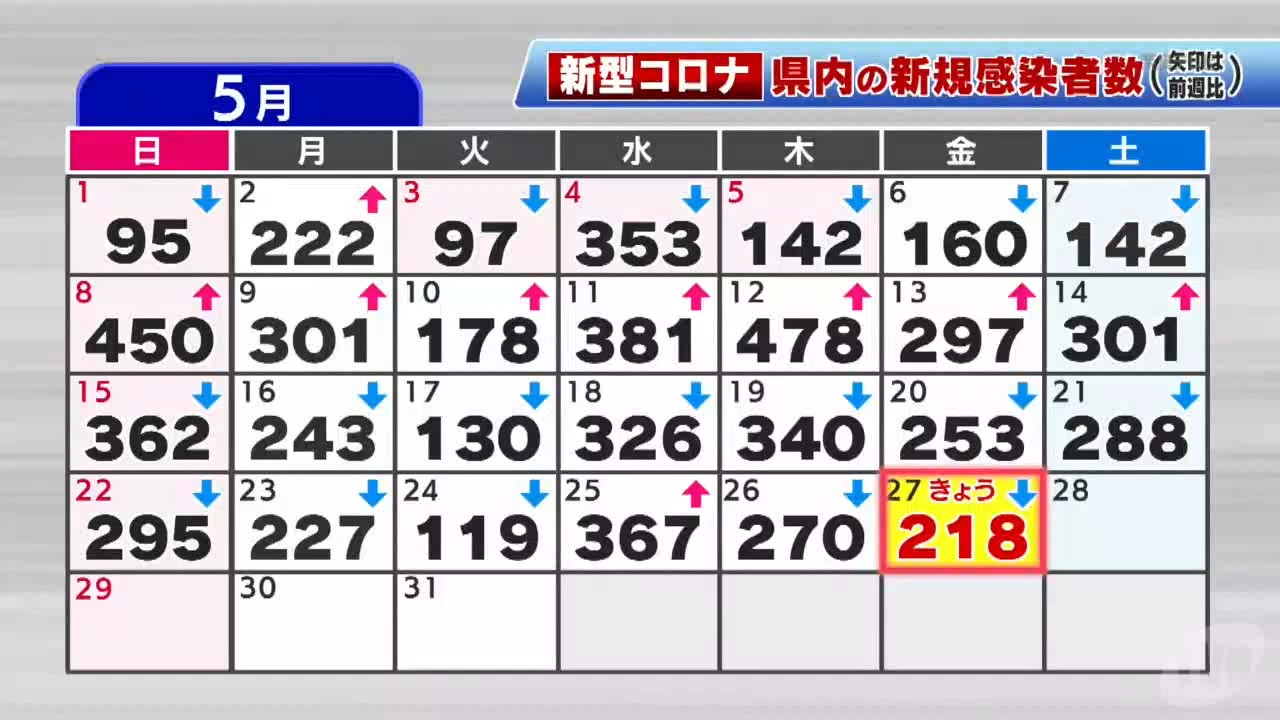 新型コロナ 県内の新規感染者数(矢印は前週比)
5月
日 月 火 水 木 金 土
1 2 3 4 5 6 7
95 222 97 353 142 160 142
8 9 10 11 12 13 14
450 301 178 381 478 297 301
15 16 17 18 19 20 21
362 243 130 326 340 253 288
22 23 24 25 26 27 きょう 28
295 227 119 367 270 218
29 30 31